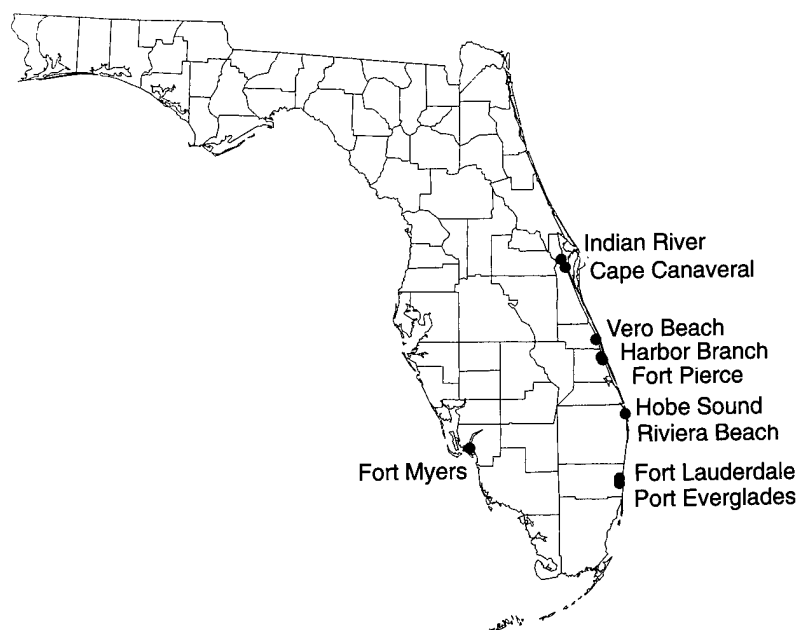 Indian River
Cape Canaveral
Vero Beach
Harbor Branch
Fort Pierce
Hobe Sound
Riviera Beach
Fort Myers
Fort Lauderdale
Port Everglades